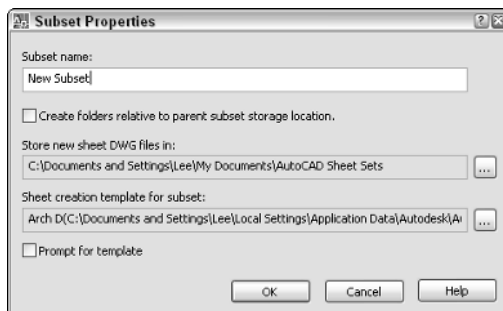 Subset Properties
Subset name:
New Subset
Create folders relative to parent subset storage location.
Store new sheet DWG files in:
C:\Documents and Settings\Lee\My Documents\AutoCAD Sheet Sets
...
Sheet creation template for subset:
Arch D(C:\Documents and Settings\Lee\Local Settings\Application Data\Autodesk\A
...
Prompt for template
OK Cancel Help